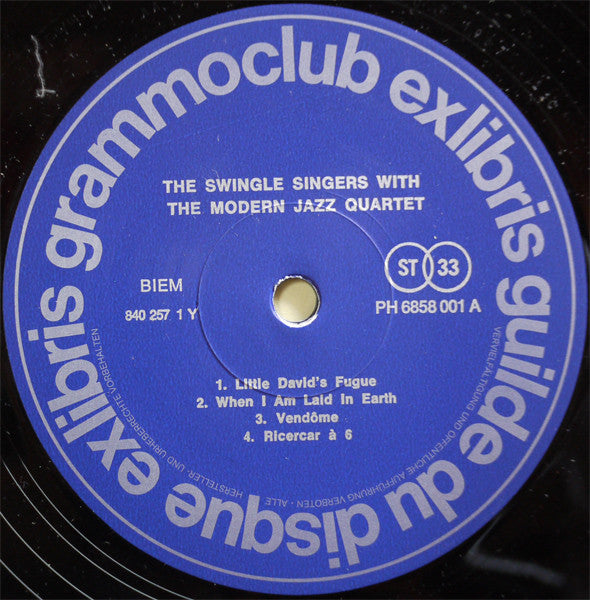 exlibris grammoclub exlibris guilde du disque
THE SWINGLE SINGERS WITH
THE MODERN JAZZ QUARTET
BIEM
ST 33
840 257 1 Y
PH 6858 001 A
1. Little David's Fugue
2. When I Am Laid In Earth
3. Vendôme
4. Ricercar à 6
VERVIELFÄLTIGUNG UND ÖFFENTLICHE AUFFÜHRUNG VERBOTEN · ALLE HERSTELLER UND URHEBERRECHTE VORBEHALTEN